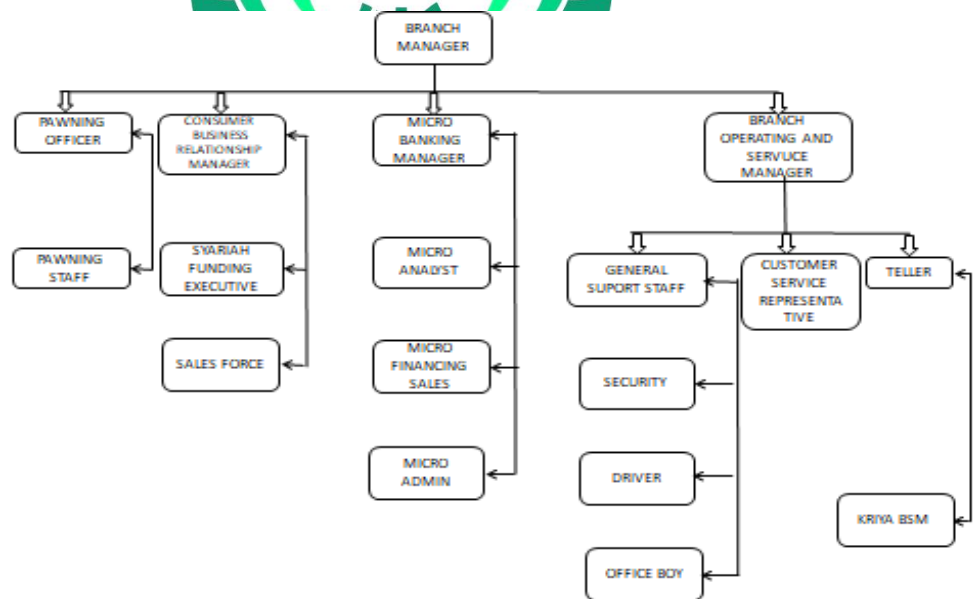 BRANCH
MANAGER
PAWNING
OFFICER
CONSUMER
BUSINESS
RELATIONSHIP
MANAGER
MICRO
BANKING
MANAGER
BRANCH
OPERATING AND
SERVUCE
MANAGER
PAWNING
STAFF
SYARIAH
FUNDING
EXECUTIVE
MICRO
ANALYST
GENERAL
SUPORT STAFF
CUSTOMER
SERVICE
REPRESENTA
TIVE
TELLER
SALES FORCE
MICRO
FINANCING
SALES
SECURITY
MICRO
ADMIN
DRIVER
KRIYA BSM
OFFICE BOY